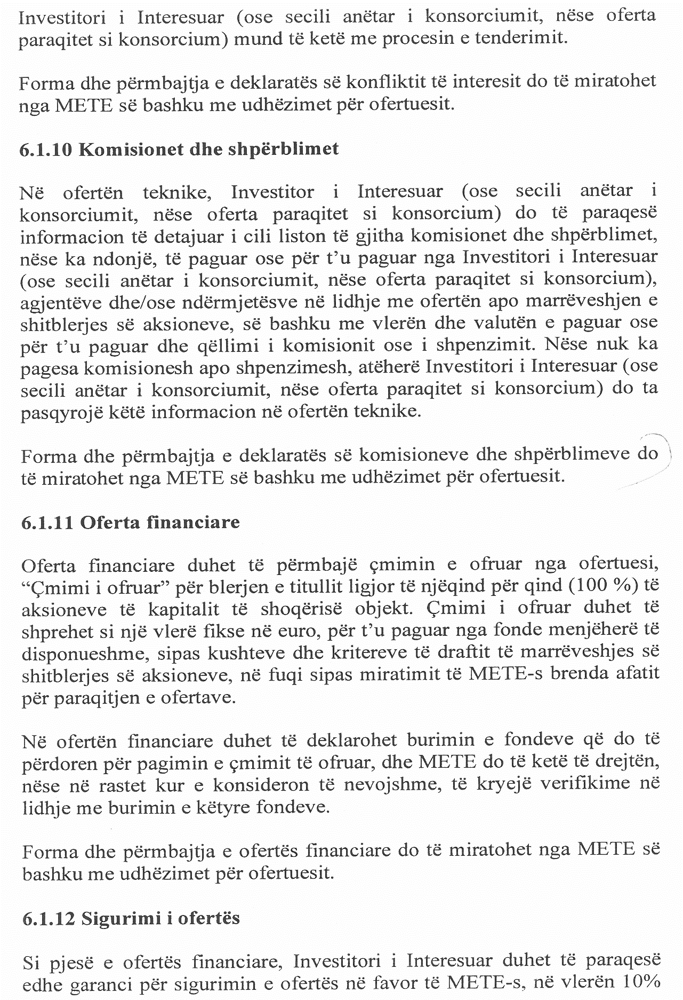 Investitori i Interesuar (ose secili anëtar i konsorciumit, nëse oferta
paraqitet si konsorcium) mund të ketë me procesin e tenderimit.
Forma dhe përmbajtja e deklaratës së konfliktit të interesit do të miratohet
nga METE së bashku me udhëzimet për ofertuesit.
6.1.10 Komisionet dhe shpërblimet
Në ofertën teknike, Investitor i Interesuar (ose secili anëtar i
konsorciumit, nëse oferta paraqitet si konsorcium) do të paraqesë
informacion të detajuar i cili liston të gjitha komisionet dhe shpërblimet,
nëse ka ndonjë, të paguar ose për t’u paguar nga Investitori i Interesuar
(ose secili anëtar i konsorciumit, nëse oferta paraqitet si konsorcium),
agjentëve dhe/ose ndërmjetësve në lidhje me ofertën apo marrëveshjen e
shitblerjes së aksioneve, së bashku me vlerën dhe valutën e paguar ose
për t’u paguar dhe qëllimi i komisionit ose i shpenzimit. Nëse nuk ka
pagesa komisionesh apo shpenzimesh, atëherë Investitori i Interesuar (ose
secili anëtar i konsorciumit, nëse oferta paraqitet si konsorcium) do ta
pasqyrojë këtë informacion në ofertën teknike.
Forma dhe përmbajtja e deklaratës së komisioneve dhe shpërblimeve do
të miratohet nga METE së bashku me udhëzimet për ofertuesit.
6.1.11 Oferta financiare
Oferta financiare duhet të përmbajë çmimin e ofruar nga ofertuesi,
“Çmimi i ofruar” për blerjen e titullit ligjor të njëqind për qind (100 %) të
aksioneve të kapitalit të shoqërisë objekt. Çmimi i ofruar duhet të
shprehet si një vlerë fikse në euro, për t’u paguar nga fonde menjëherë të
disponueshme, sipas kushteve dhe kritereve të draftit të marrëveshjes së
shitblerjes së aksioneve, në fuqi sipas miratimit të METE-s brenda afatit
për paraqitjen e ofertave.
Në ofertën financiare duhet të deklarohet burimin e fondeve që do të
përdoren për pagimin e çmimit të ofruar, dhe METE do të ketë të drejtën,
nëse në rastet kur e konsideron të nevojshme, të kryejë verifikime në
lidhje me burimin e këtyre fondeve.
Forma dhe përmbajtja e ofertës financiare do të miratohet nga METE së
bashku me udhëzimet për ofertuesit.
6.1.12 Sigurimi i ofertës
Si pjesë e ofertës financiare, Investitori i Interesuar duhet të paraqesë
edhe garanci për sigurimin e ofertës në favor të METE-s, në vlerën 10%